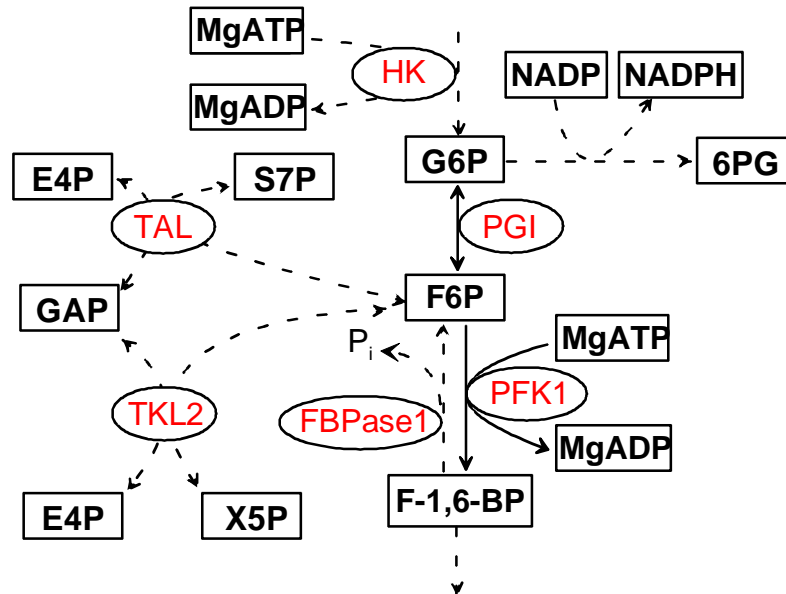 MgATP
HK
MgADP
NADP
NADPH
G6P
6PG
E4P
S7P
TAL
PGI
GAP
F6P
Pi
MgATP
TKL2
FBPase1
PFK1
MgADP
E4P
X5P
F-1,6-BP